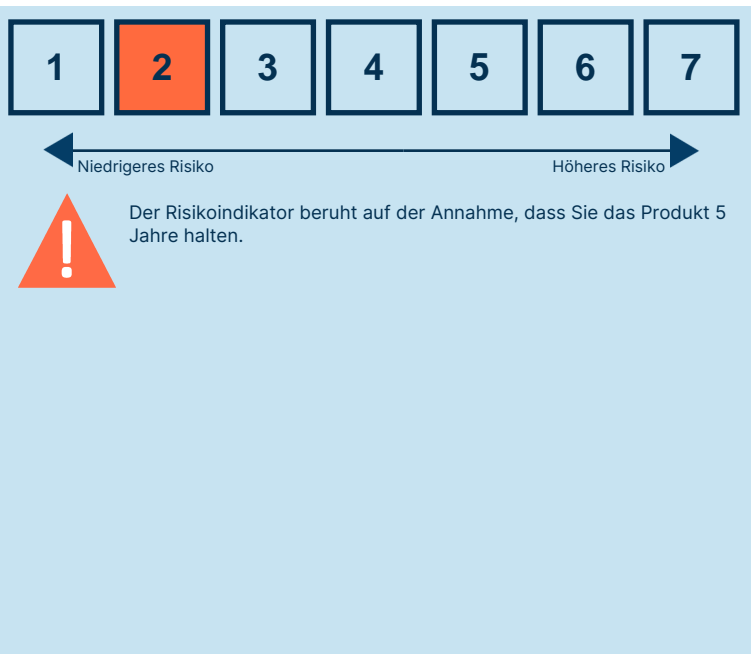 1 2 3 4 5 6 7
Niedrigeres Risiko Höheres Risiko
Der Risikoindikator beruht auf der Annahme, dass Sie das Produkt 5
Jahre halten.